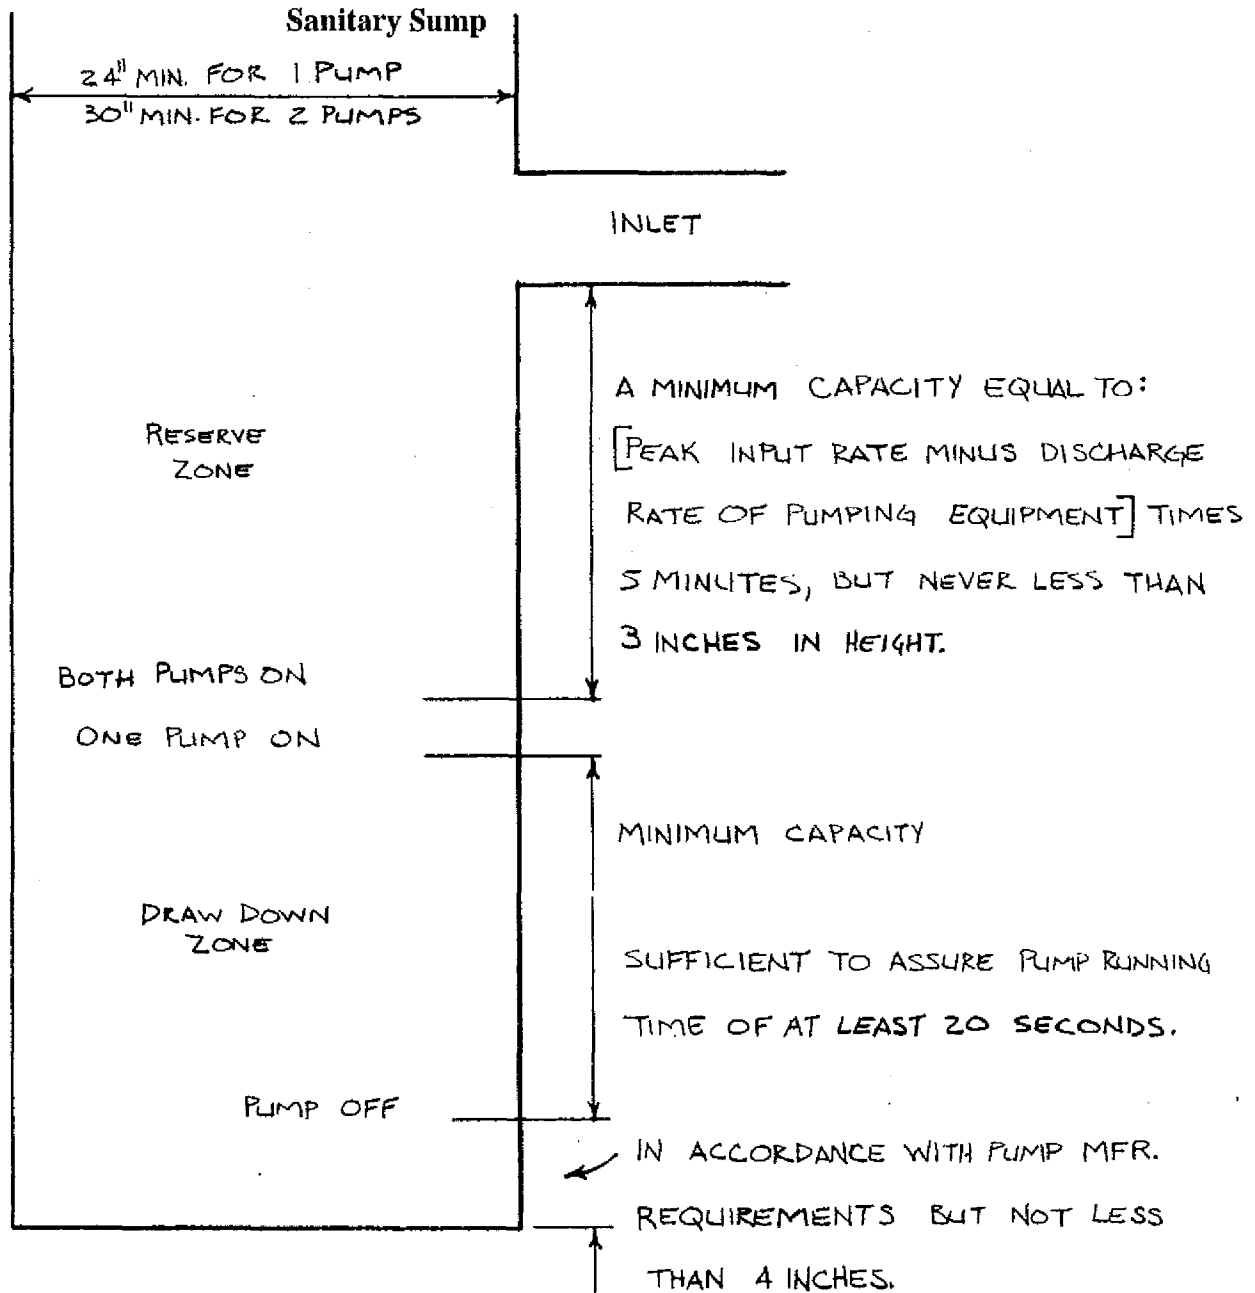 Sanitary Sump
24" MIN. FOR 1 PUMP
30" MIN. FOR 2 PUMPS
INLET
A MINIMUM CAPACITY EQUAL TO:
[PEAK INPUT RATE MINUS DISCHARGE
RATE OF PUMPING EQUIPMENT] TIMES
5 MINUTES, BUT NEVER LESS THAN
3 INCHES IN HEIGHT.
RESERVE
ZONE
BOTH PUMPS ON
ONE PUMP ON
MINIMUM CAPACITY
SUFFICIENT TO ASSURE PUMP RUNNING
TIME OF AT LEAST 20 SECONDS.
DRAW DOWN
ZONE
PUMP OFF
IN ACCORDANCE WITH PUMP MFR.
REQUIREMENTS BUT NOT LESS
THAN 4 INCHES.